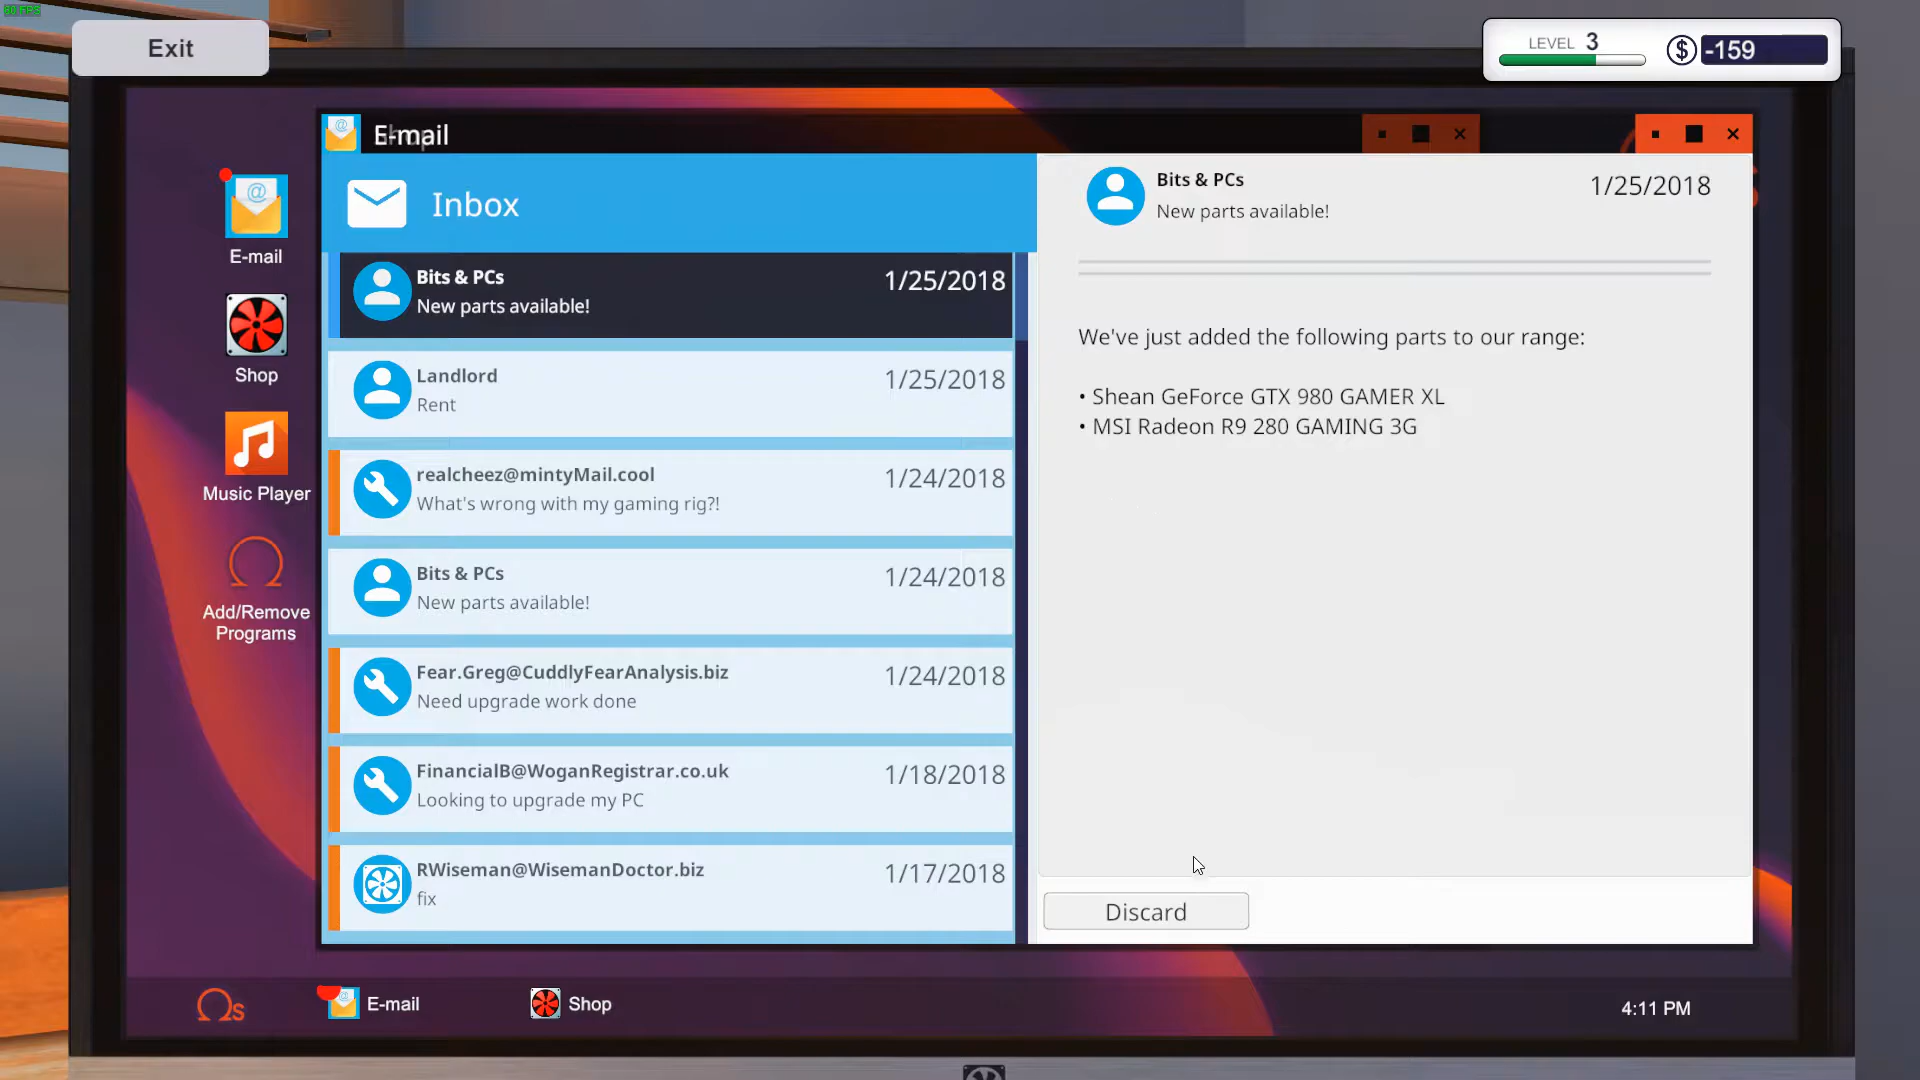 60 FPS
Exit
LEVEL 3
$ -159
E-mail
Inbox
Bits & PCs
1/25/2018
New parts available!
Landlord
1/25/2018
Rent
realcheez@mintyMail.cool
1/24/2018
What's wrong with my gaming rig?!
Bits & PCs
1/24/2018
New parts available!
Fear.Greg@CuddlyFearAnalysis.biz
1/24/2018
Need upgrade work done
FinancialB@WoganRegistrar.co.uk
1/18/2018
Looking to upgrade my PC
RWiseman@WisemanDoctor.biz
1/17/2018
fix
Bits & PCs
1/25/2018
New parts available!
We've just added the following parts to our range:
• Shean GeForce GTX 980 GAMER XL
• MSI Radeon R9 280 GAMING 3G
Discard
E-mail
Shop
Music Player
Add/Remove
Programs
Ωs
E-mail
Shop
4:11 PM